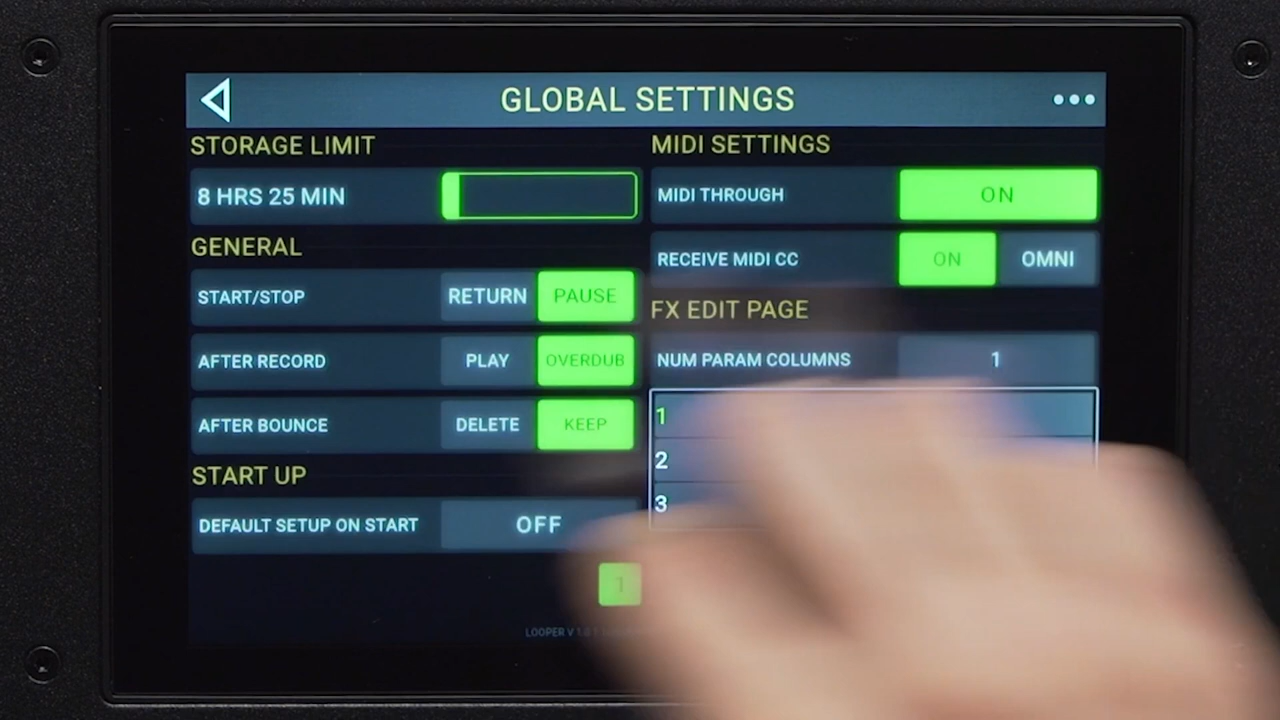 GLOBAL SETTINGS
STORAGE LIMIT
8 HRS 25 MIN
GENERAL
START/STOP
RETURN
PAUSE
AFTER RECORD
PLAY
OVERDUB
AFTER BOUNCE
DELETE
KEEP
START UP
DEFAULT SETUP ON START
OFF
MIDI SETTINGS
MIDI THROUGH
ON
RECEIVE MIDI CC
ON
OMNI
FX EDIT PAGE
NUM PARAM COLUMNS
1
1
2
3
1
LOOPER V